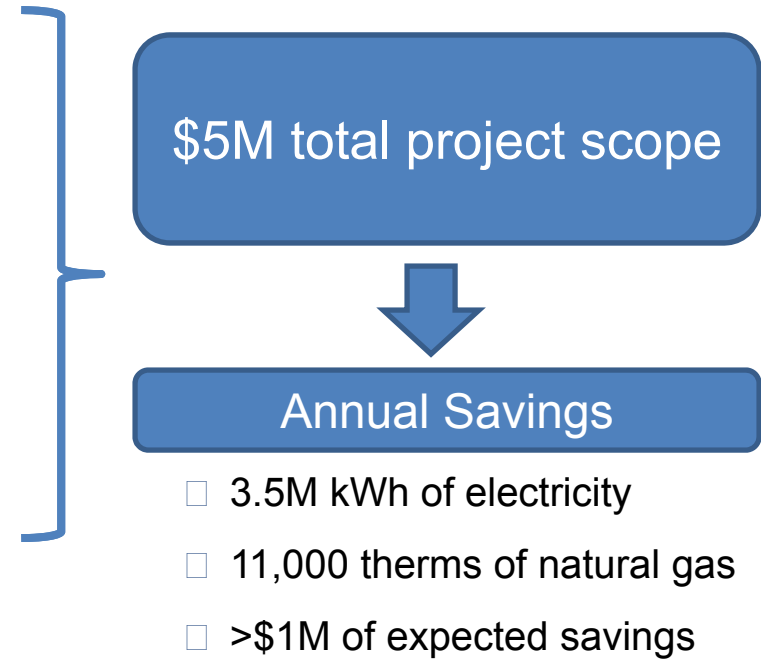 $5M total project scope
Annual Savings
3.5M kWh of electricity
11,000 therms of natural gas
>$1M of expected savings